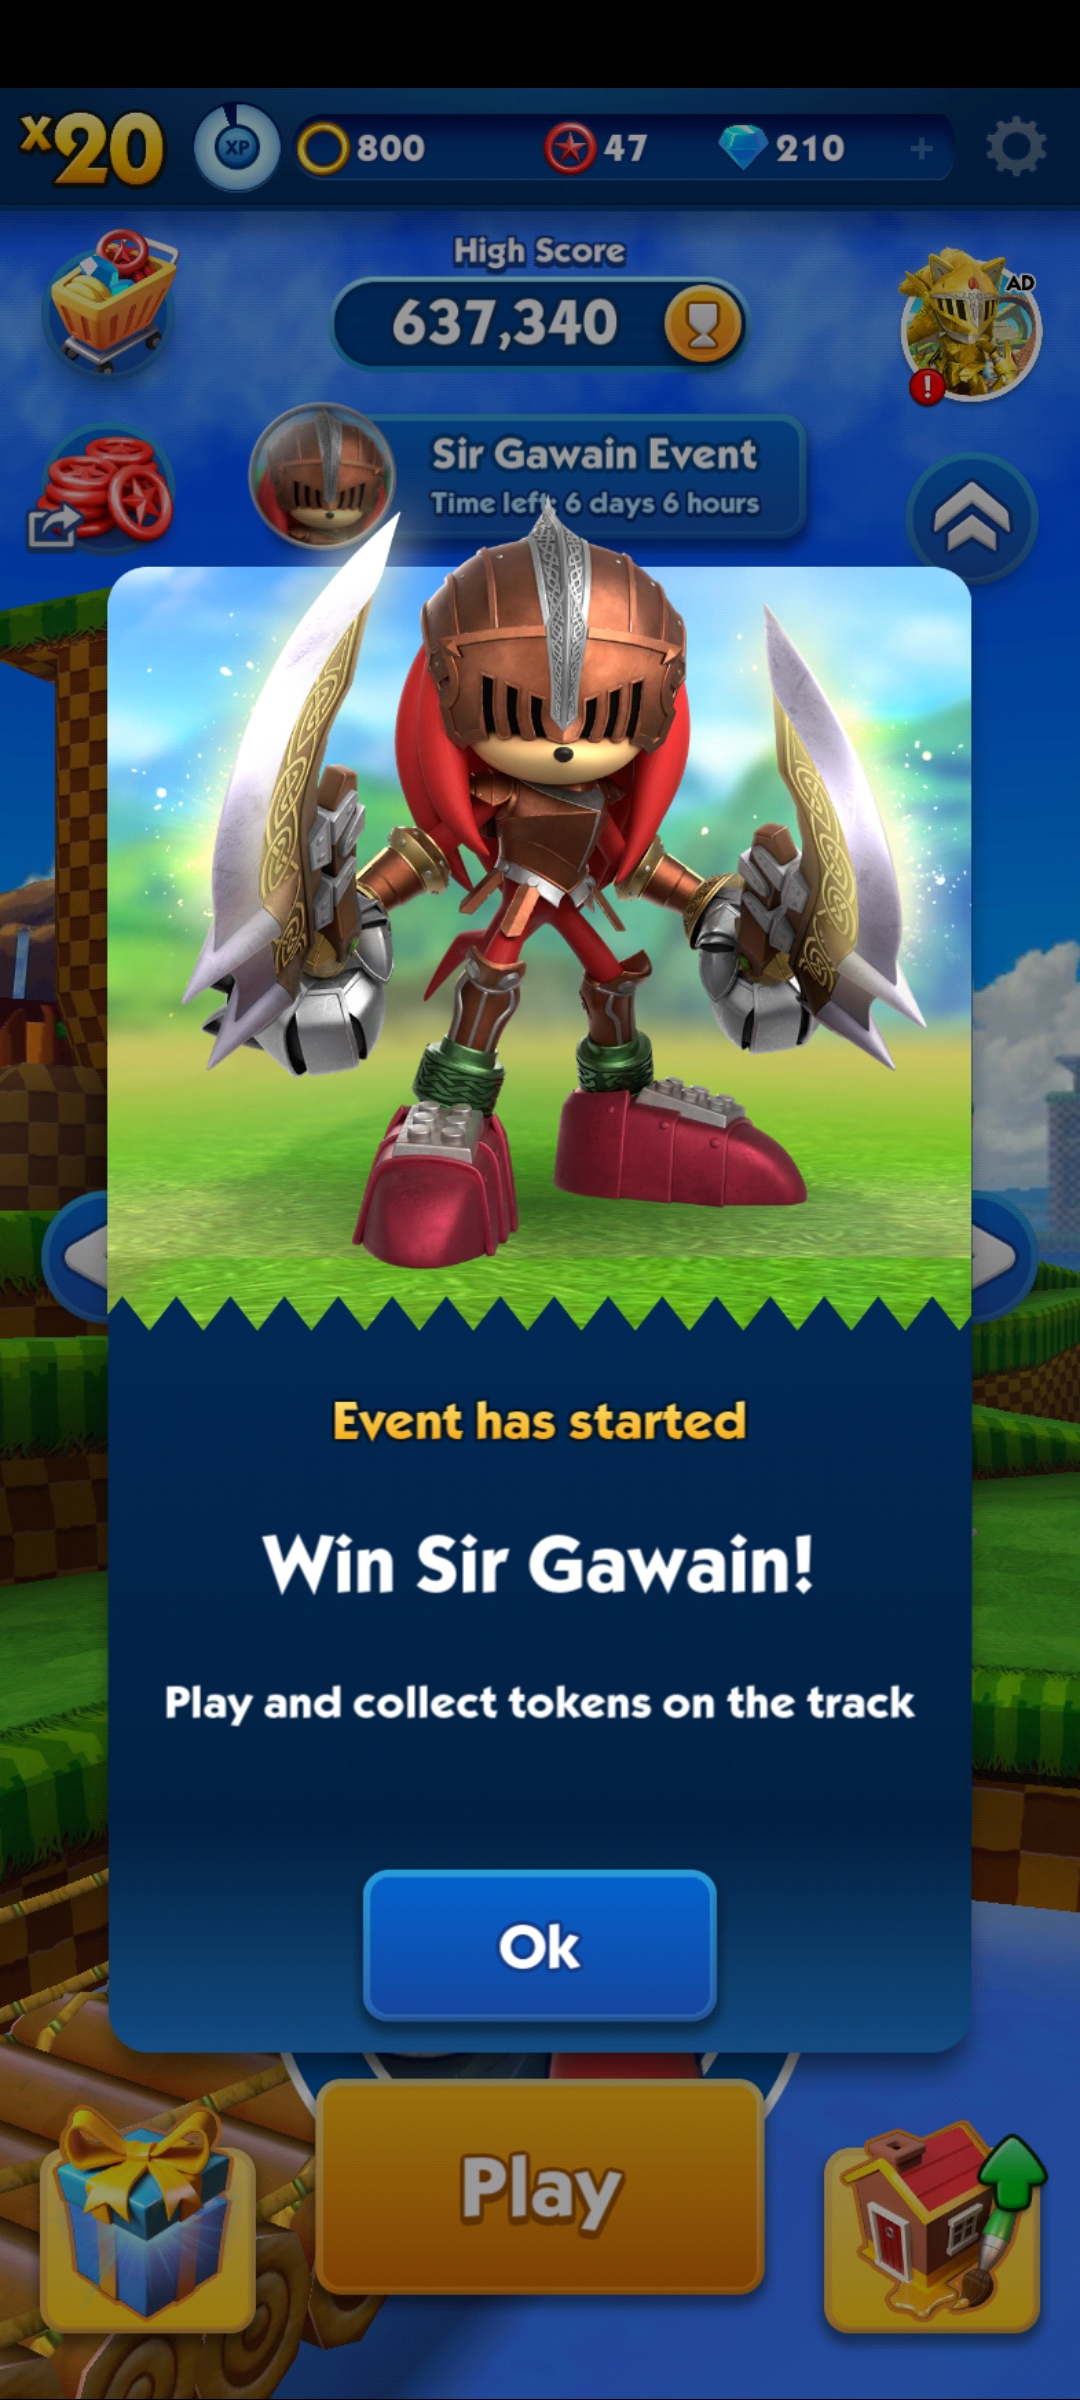 x20
XP
800
47
210
+
High Score
637,340
AD
!
Sir Gawain Event
Time left: 6 days 6 hours
Event has started
Win Sir Gawain!
Play and collect tokens on the track
Ok
Play